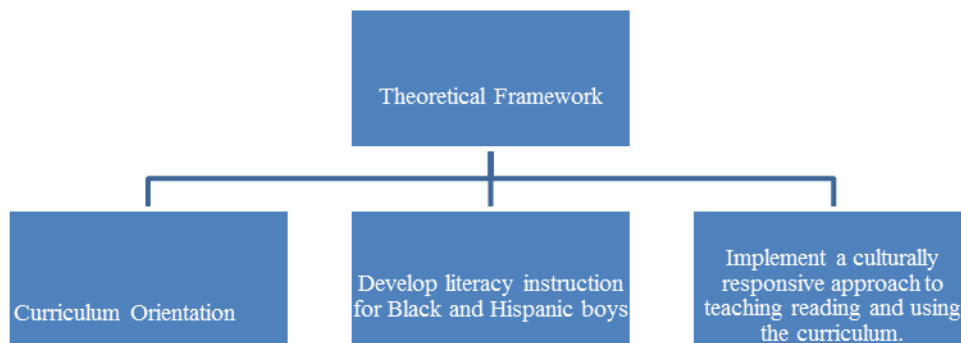 Theoretical Framework
Curriculum Orientation
Develop literacy instruction
for Black and Hispanic boys
Implement a culturally
responsive approach to
teaching reading and using
the curriculum.